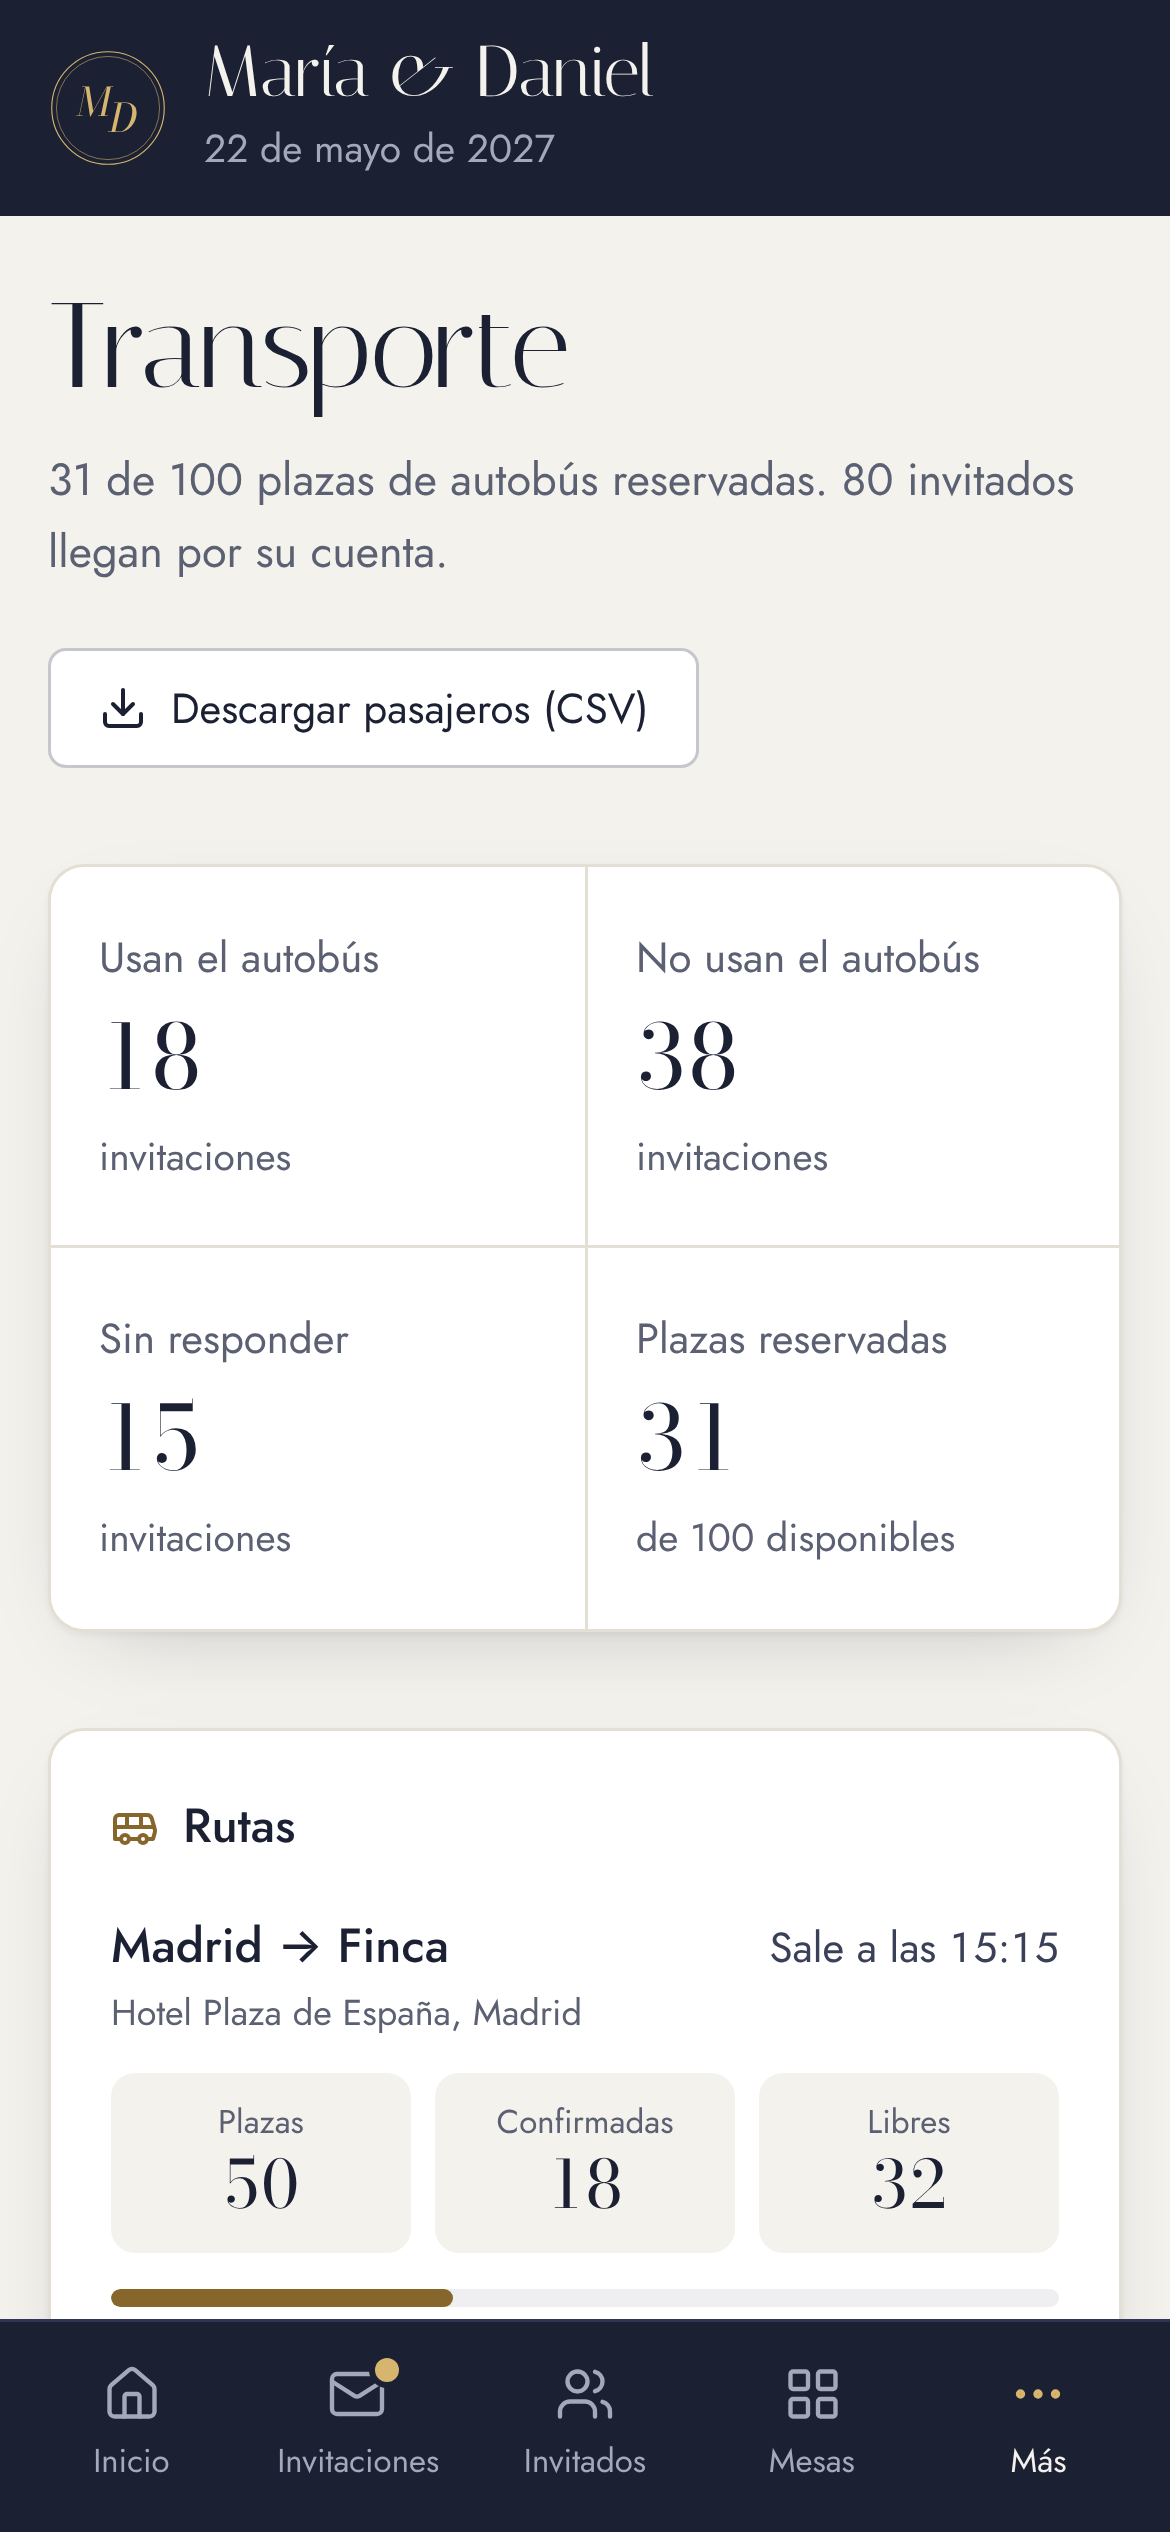 MD
María & Daniel
22 de mayo de 2027
Transporte
31 de 100 plazas de autobús reservadas. 80 invitados
llegan por su cuenta.
Descargar pasajeros (CSV)
Usan el autobús
18
invitaciones
No usan el autobús
38
invitaciones
Sin responder
15
invitaciones
Plazas reservadas
31
de 100 disponibles
Rutas
Madrid → Finca
Sale a las 15:15
Hotel Plaza de España, Madrid
Plazas
50
Confirmadas
18
Libres
32
Inicio
Invitaciones
Invitados
Mesas
Más